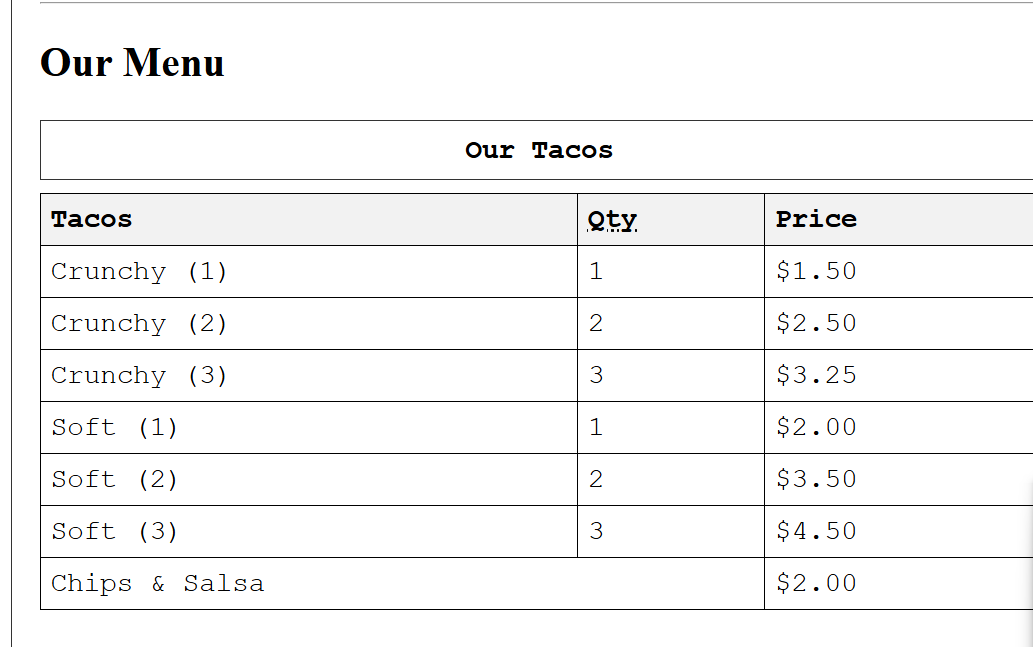 Our Menu
Our Tacos
Tacos Qty Price
Crunchy (1) 1 $1.50
Crunchy (2) 2 $2.50
Crunchy (3) 3 $3.25
Soft (1) 1 $2.00
Soft (2) 2 $3.50
Soft (3) 3 $4.50
Chips & Salsa $2.00